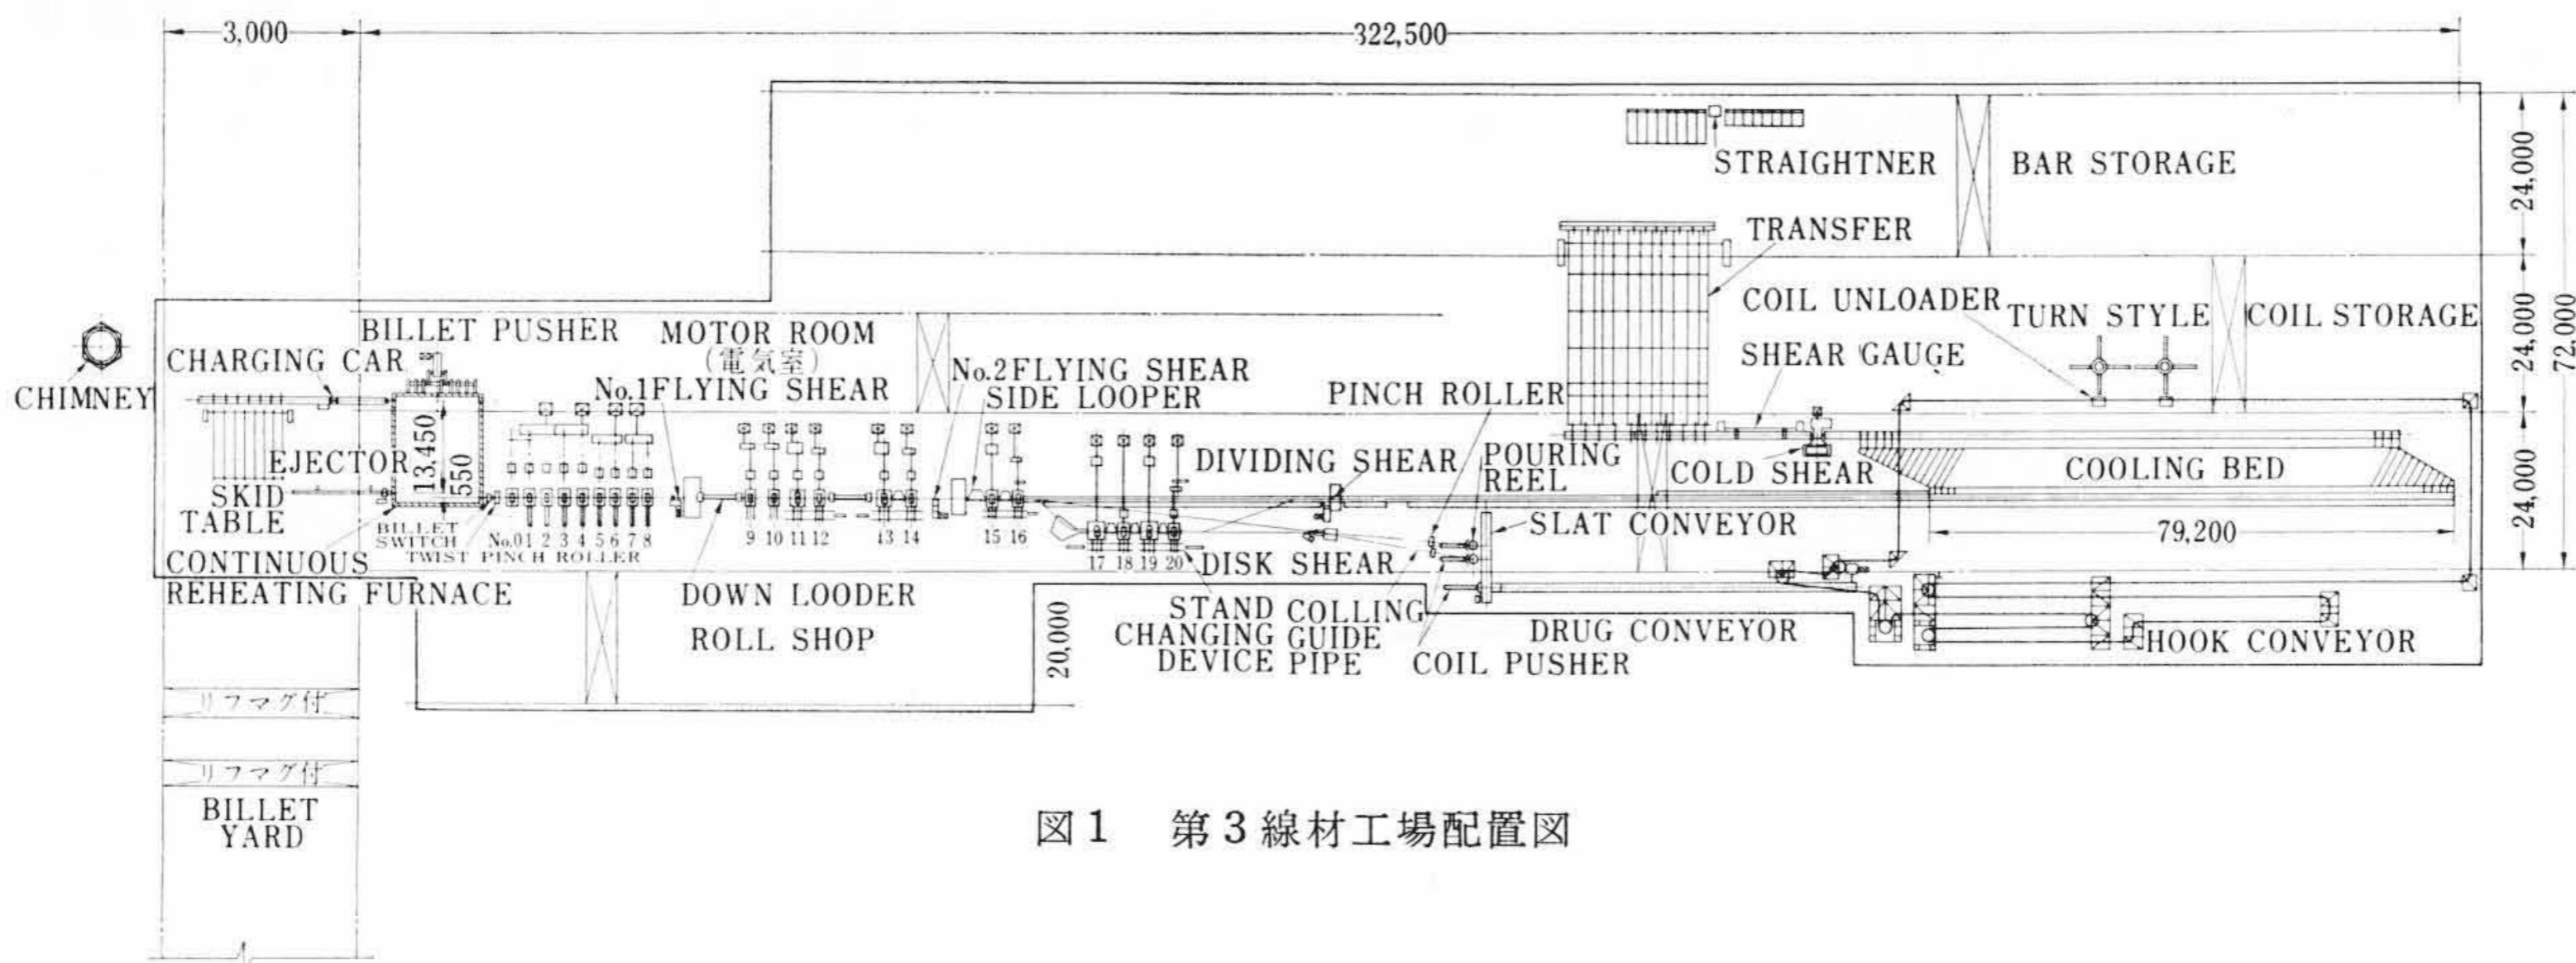 3,000
322,500
STRAIGHTNER
BAR STORAGE
24,000
TRANSFER
COIL UNLOADER
TURN STYLE
COIL STORAGE
24,000
72,000
BILLET PUSHER
MOTOR ROOM
(電気室)
CHARGING CAR
CHIMNEY
No.1FLYING SHEAR
No.2FLYING SHEAR
SIDE LOOPER
PINCH ROLLER
SHEAR GAUGE
13,450
550
EJECTOR
SKID
TABLE
DIVIDING SHEAR
POURING
REEL
COLD SHEAR
COOLING BED
24,000
BILLET
SWITCH
No.01 2 3 4 5 6 7 8
TWIST PINCH ROLLER
9 10 11 12 13 14 15 16
17 18 19 20
SLAT CONVEYOR
79,200
CONTINUOUS
REHEATING FURNACE
DOWN LOODER
DISK SHEAR
ROLL SHOP
20,000
STAND
CHANGING
DEVICE
COLLING
GUIDE
PIPE
COIL PUSHER
DRUG CONVEYOR
HOOK CONVEYOR
リフマグ付
リフマグ付
BILLET
YARD
図1 第3線材工場配置図